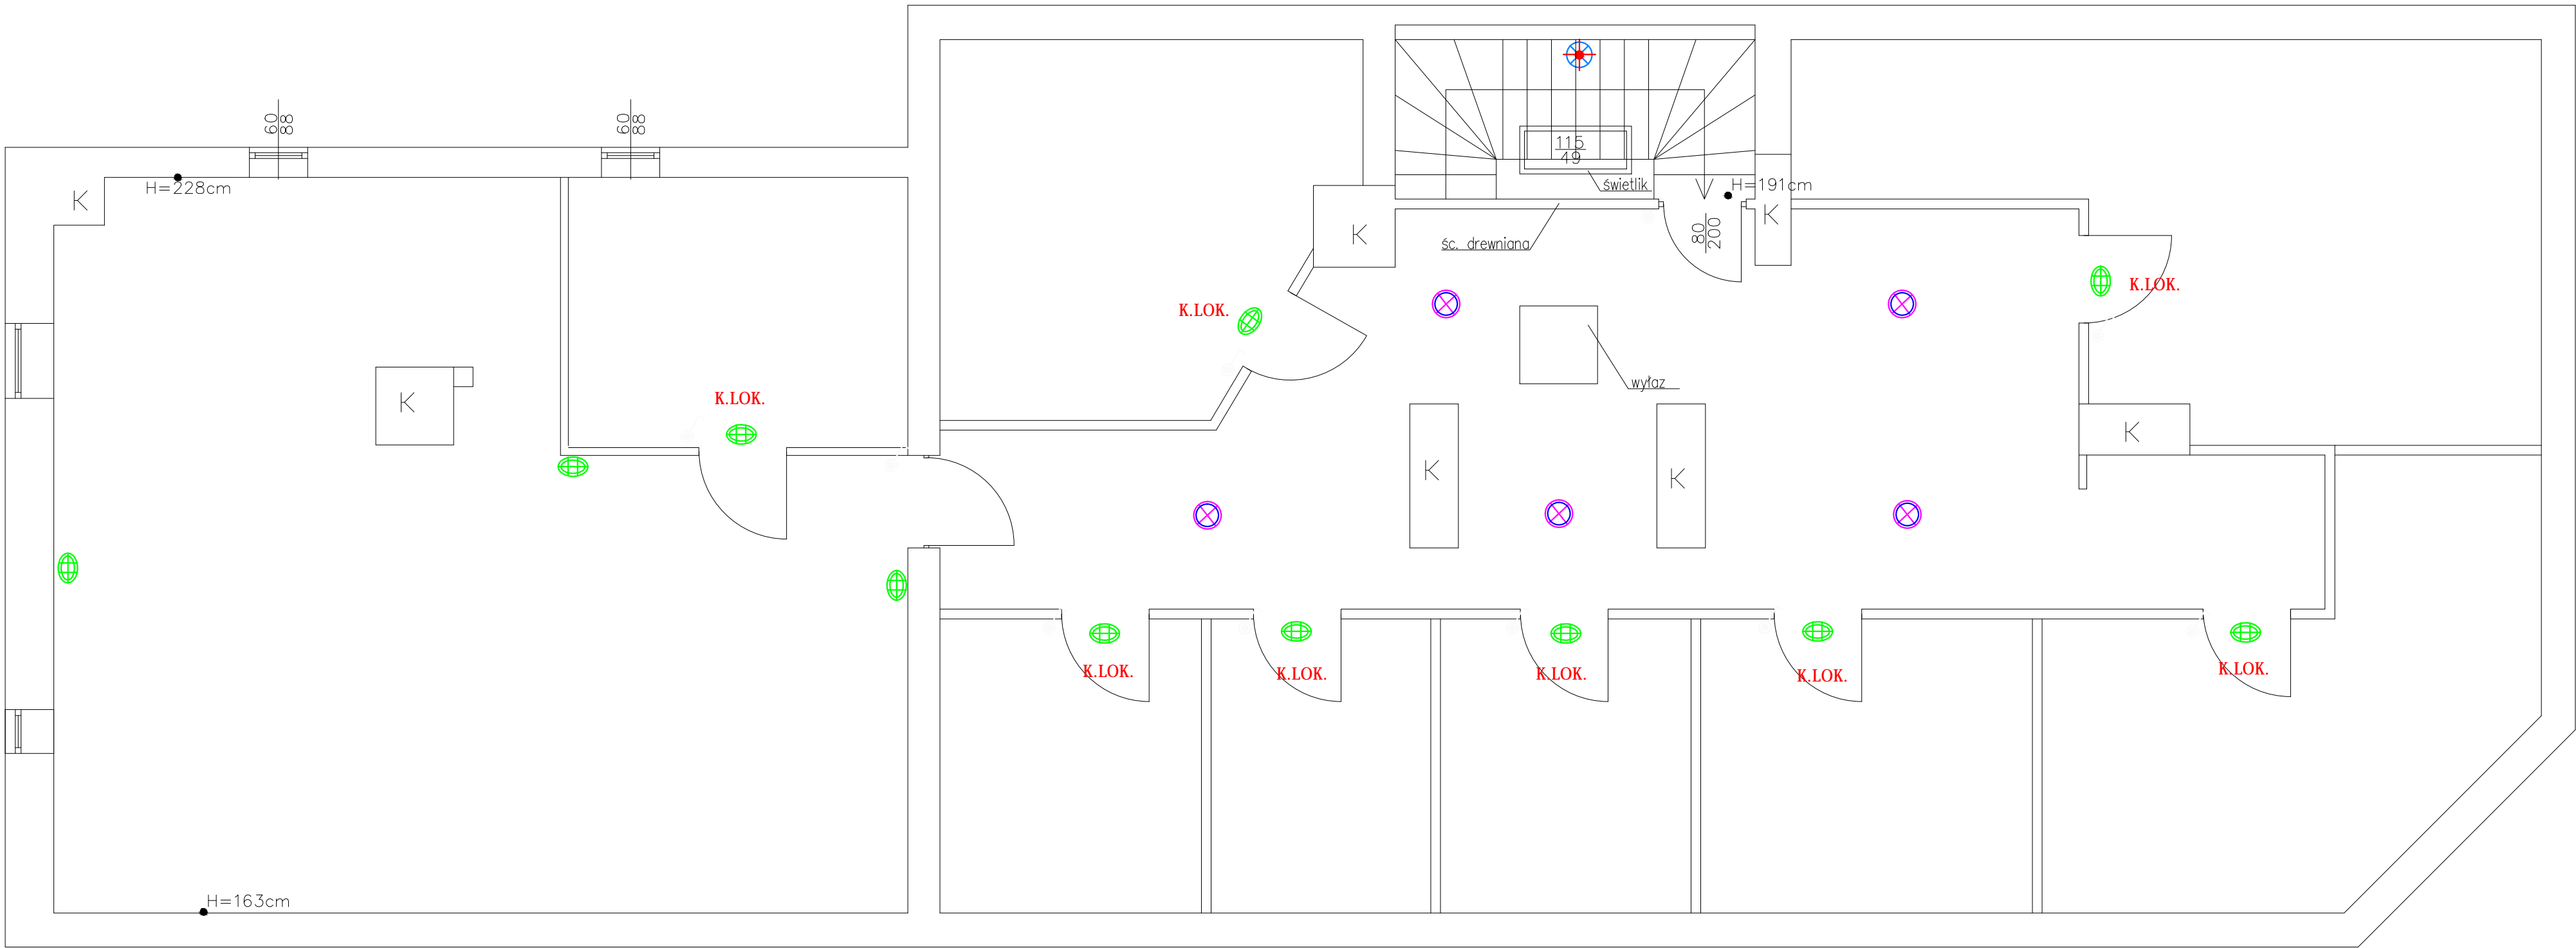 60
88
60
88
115
49
K
H=228cm
świetlik
H=191cm
K
K
śc. drewniana
80
200
K.LOK.
K.LOK.
wyłaz
K
K.LOK.
K
K
K
K.LOK.
K.LOK.
K.LOK.
K.LOK.
K.LOK.
H=163cm